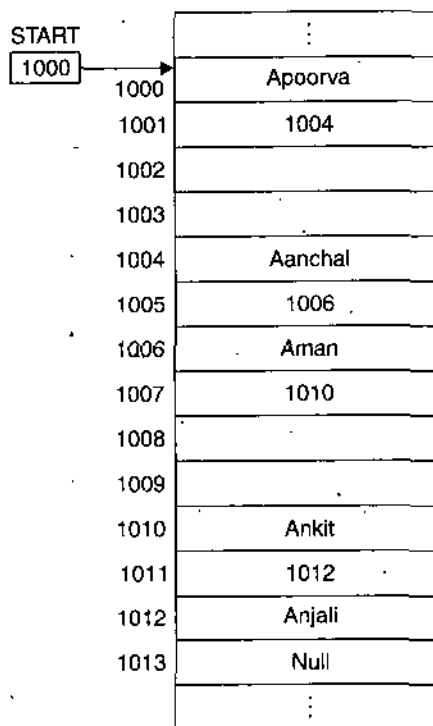 START
1000
⋮
1000 Apoorva
1001 1004
1002
1003
1004 Aanchal
1005 1006
1006 Aman
1007 1010
1008
1009
1010 Ankit
1011 1012
1012 Anjali
1013 Null
⋮